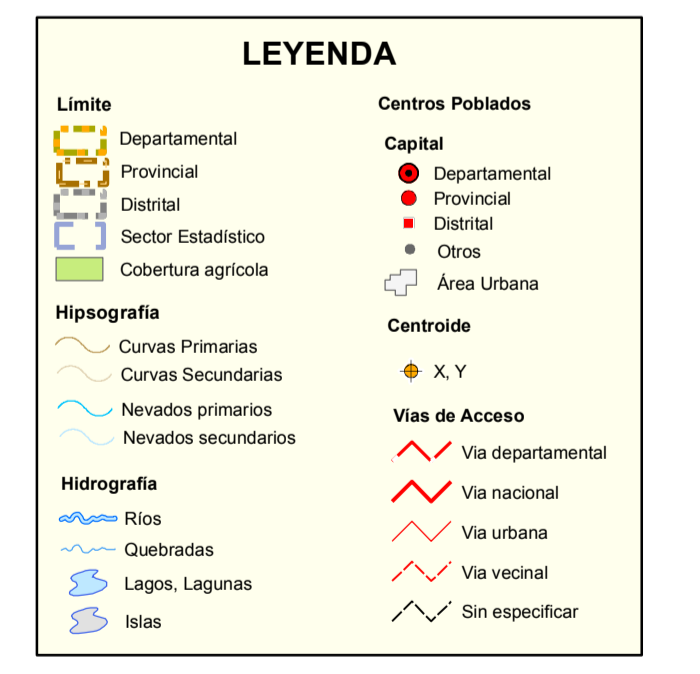 LEYENDA
Límite
Departamental
Provincial
Distrital
Sector Estadístico
Cobertura agrícola
Hipsografía
Curvas Primarias
Curvas Secundarias
Nevados primarios
Nevados secundarios
Hidrografía
Ríos
Quebradas
Lagos, Lagunas
Islas
Centros Poblados
Capital
Departamental
Provincial
Distrital
Otros
Área Urbana
Centroide
X, Y
Vías de Acceso
Via departamental
Via nacional
Via urbana
Via vecinal
Sin especificar